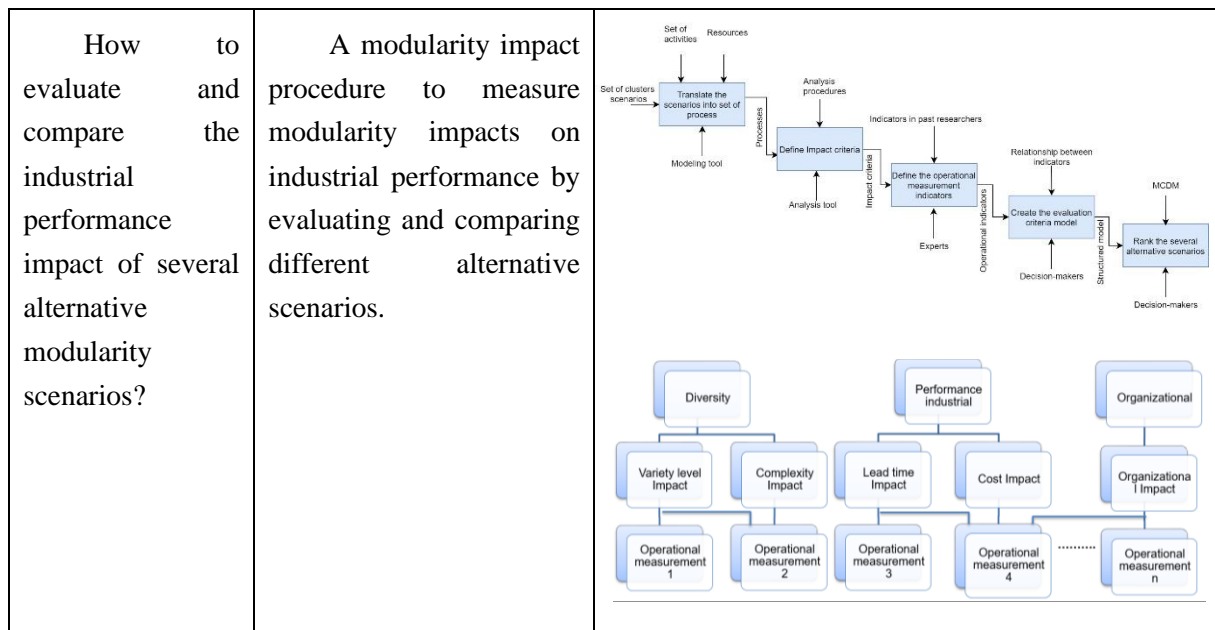 How to
evaluate and
compare the
industrial
performance
impact of several
alternative
modularity
scenarios?
A modularity impact
procedure to measure
modularity impacts on
industrial performance by
evaluating and comparing
different alternative
scenarios.
Set of
activities
Resources
Set of clusters
scenarios
Translate the
scenarios into set of
process
Modeling tool
Processes
Analysis
procedures
Define Impact criteria
Analysis tool
Impact criteria
Indicators in past researchers
Define the operational
measurement
indicators
Experts
Operational indicators
Relationship between
indicators
Create the evaluation
criteria model
Decision-makers
Structured model
MCDM
Rank the several
alternative scenarios
Decision-makers
Diversity
Performance
industrial
Organizational
Variety level
Impact
Complexity
Impact
Lead time
Impact
Cost Impact
Organizationa
l Impact
Operational
measurement
1
Operational
measurement
2
Operational
measurement
3
Operational
measurement
4
..........
Operational
measurement
n